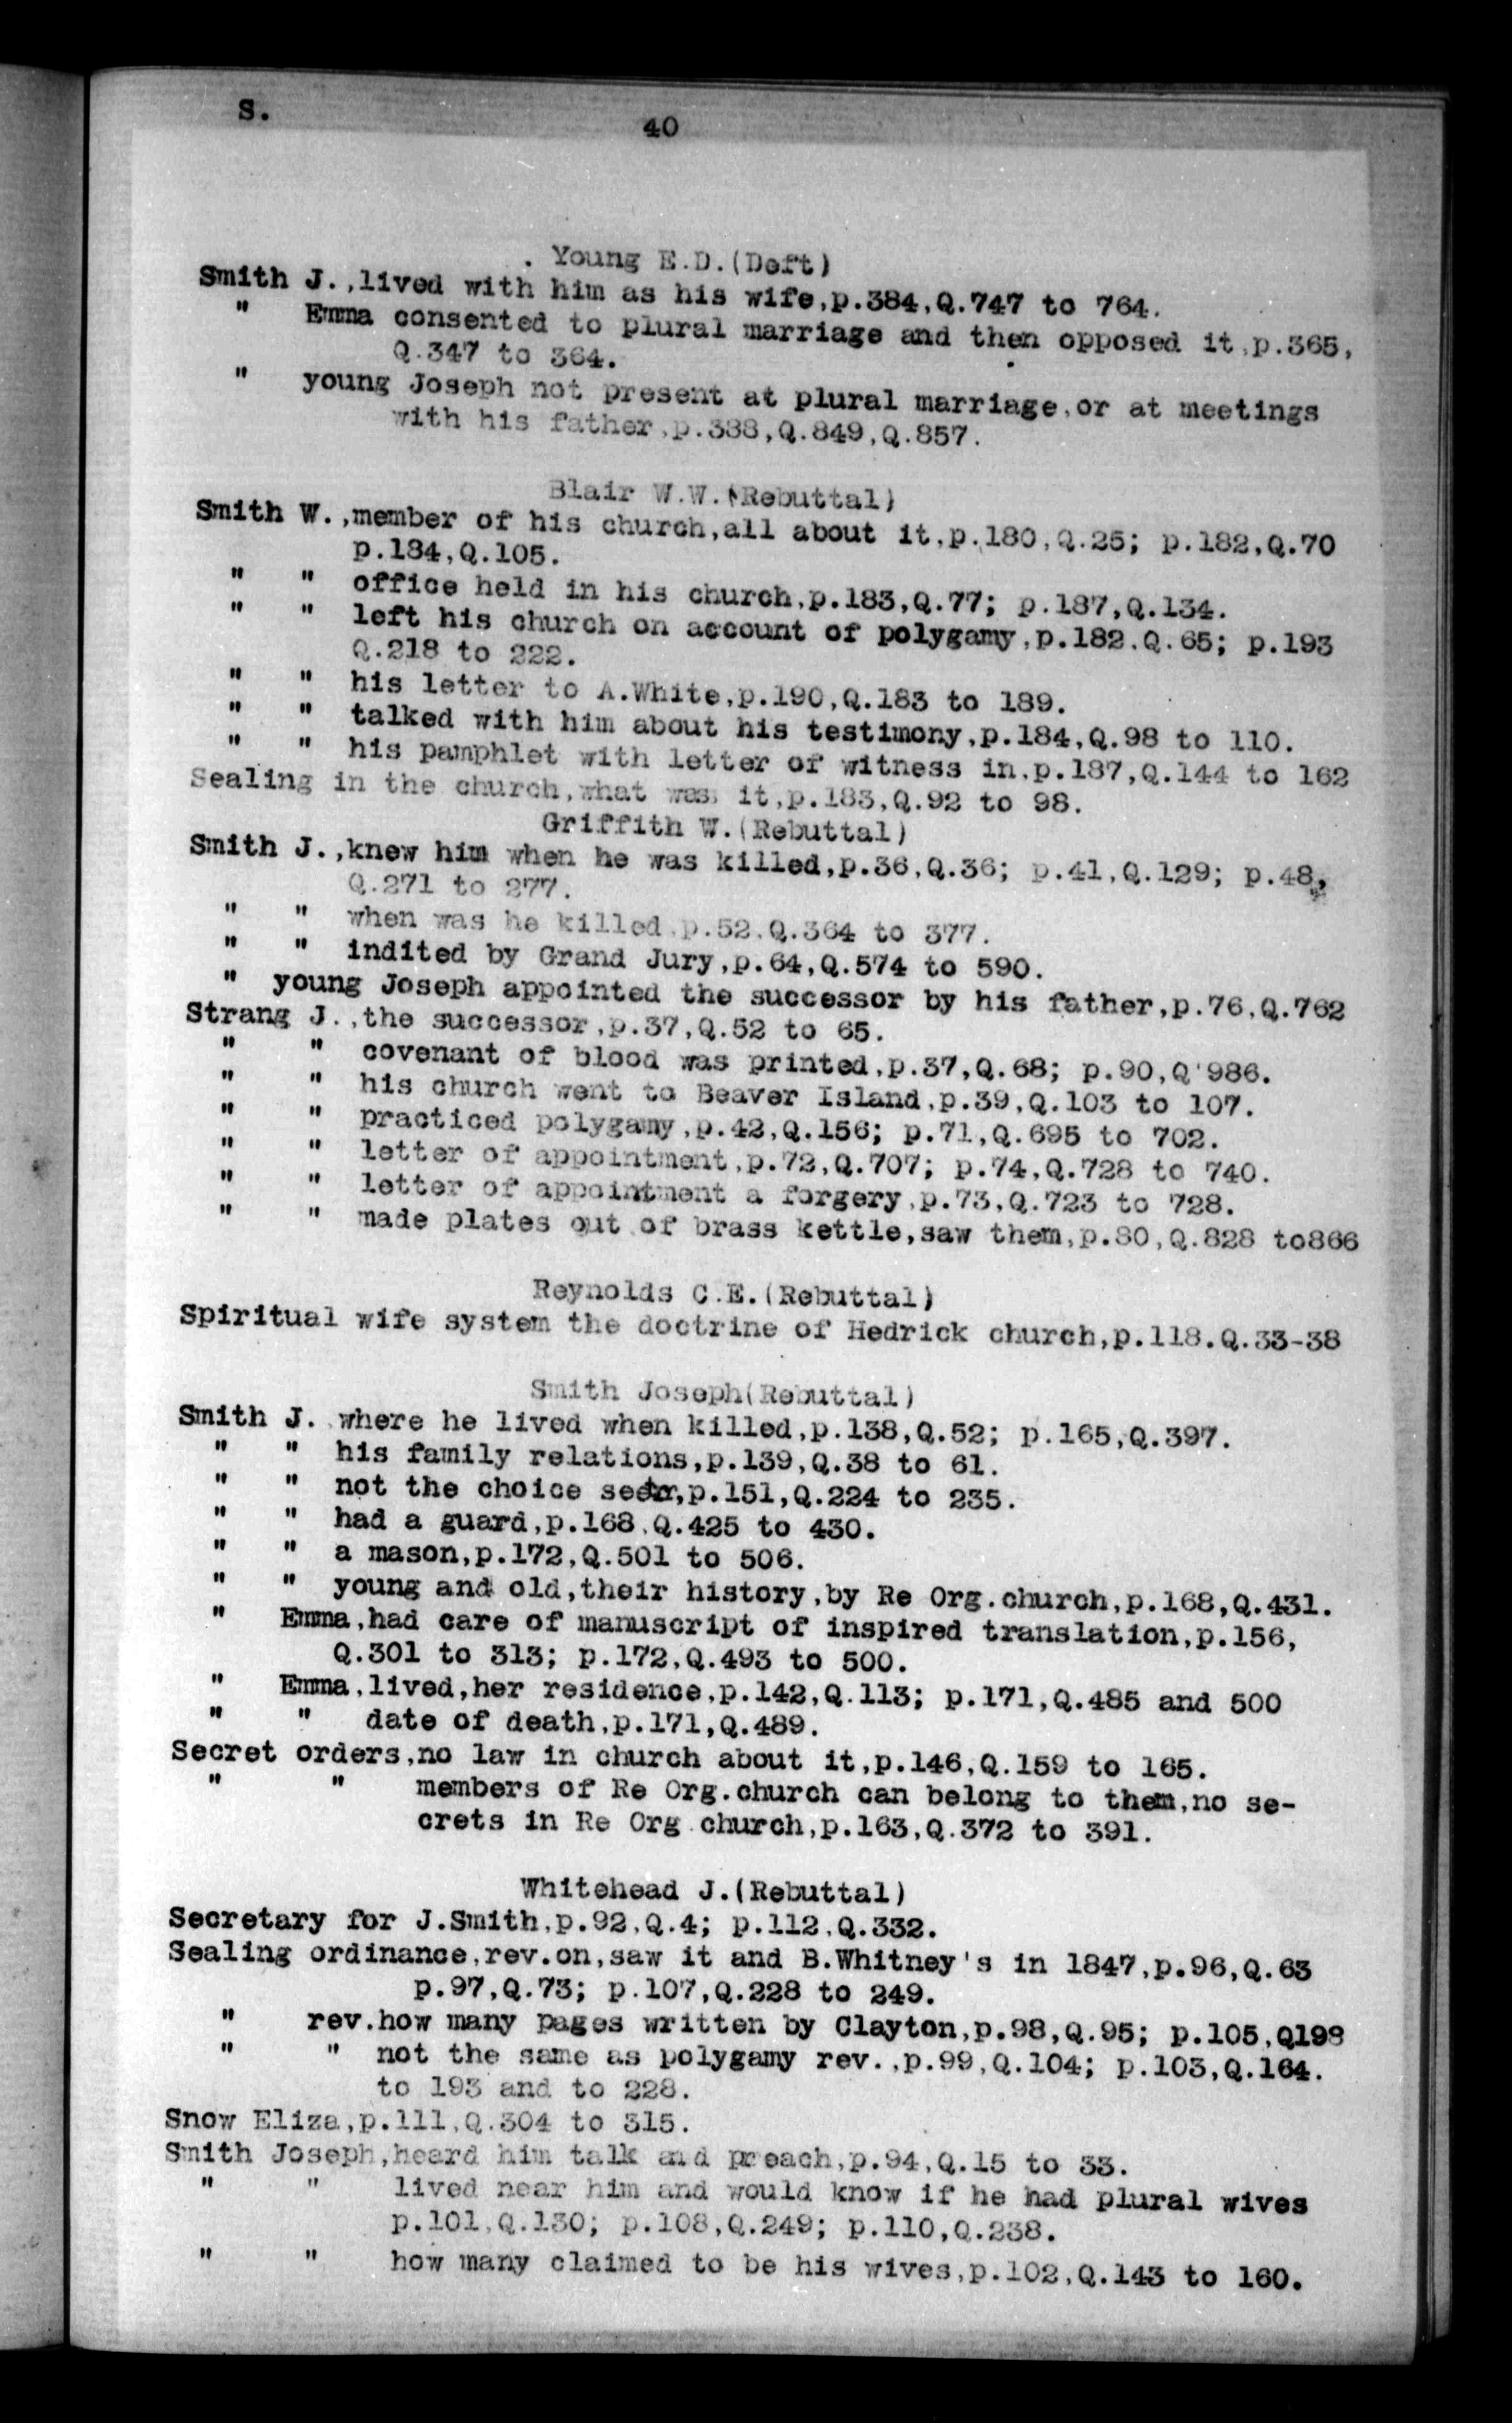 S.
40
. Young E.D.(Deft)
Smith J.,lived with him as his wife,p.384,Q.747 to 764.
" Emma consented to plural marriage and then opposed it,p.365,
Q.347 to 364.
" young Joseph not present at plural marriage,or at meetings
with his father,p.388,Q.849,Q.857.
Blair W.W.(Rebuttal)
Smith W.,member of his church,all about it,p.180,Q.25; p.182,Q.70
p.184,Q.105.
" " office held in his church,p.183,Q.77; p.187,Q.134.
" " left his church on account of polygamy,p.182.Q.65; p.193
Q.218 to 222.
" " his letter to A.White,p.190,Q.183 to 189.
" " talked with him about his testimony,p.184,Q.98 to 110.
" " his pamphlet with letter of witness in,p.187,Q.144 to 162
Sealing in the church,what was it,p.183,Q.92 to 98.
Griffith W.(Rebuttal)
Smith J.,knew him when he was killed,p.36,Q.36; p.41,Q.129; p.48,
Q.271 to 277.
" " when was he killed,p.52,Q.364 to 377.
" " indited by Grand Jury,p.64,Q.574 to 590.
" young Joseph appointed the successor by his father,p.76,Q.762
Strang J.,the successor,p.37,Q.52 to 65.
" " covenant of blood was printed,p.37,Q.68; p.90,Q'986.
" " his church went to Beaver Island,p.39,Q.103 to 107.
" " practiced polygamy,p.42,Q.156; p.71,Q.695 to 702.
" " letter of appointment,p.72,Q.707; p.74,Q.728 to 740.
" " letter of appointment a forgery,p.73,Q.723 to 728.
" " made plates out of brass kettle,saw them,p.80,Q.828 to866
Reynolds C.E.(Rebuttal)
Spiritual wife system the doctrine of Hedrick church,p.118.Q.33-38
Smith Joseph(Rebuttal)
Smith J. where he lived when killed,p.138,Q.52; p.165,Q.397.
" " his family relations,p.139,Q.38 to 61.
" " not the choice seer,p.151,Q.224 to 235.
" " had a guard,p.168,Q.425 to 430.
" " a mason,p.172,Q.501 to 506.
" " young and old,their history,by Re Org.church,p.168,Q.431.
" Emma,had care of manuscript of inspired translation,p.156,
Q.301 to 313; p.172,Q.493 to 500.
" Emma,lived,her residence,p.142,Q.113; p.171,Q.485 and 500
" " date of death,p.171,Q.489.
Secret orders,no law in church about it,p.146,Q.159 to 165.
" " members of Re Org.church can belong to them,no se-
crets in Re Org church,p.163,Q.372 to 391.
Whitehead J.(Rebuttal)
Secretary for J.Smith,p.92,Q.4; p.112,Q.332.
Sealing ordinance,rev.on,saw it and B.Whitney's in 1847,p.96,Q.63
p.97,Q.73; p.107,Q.228 to 249.
" rev.how many pages written by Clayton,p.98,Q.95; p.105,Q198
" " not the same as polygamy rev.,p.99,Q.104; p.103,Q.164.
to 193 and to 228.
Snow Eliza,p.111,Q.304 to 315.
Smith Joseph,heard him talk and preach,p.94,Q.15 to 33.
" " lived near him and would know if he had plural wives
p.101,Q.130; p.108,Q.249; p.110,Q.238.
" " how many claimed to be his wives,p.102,Q.143 to 160.